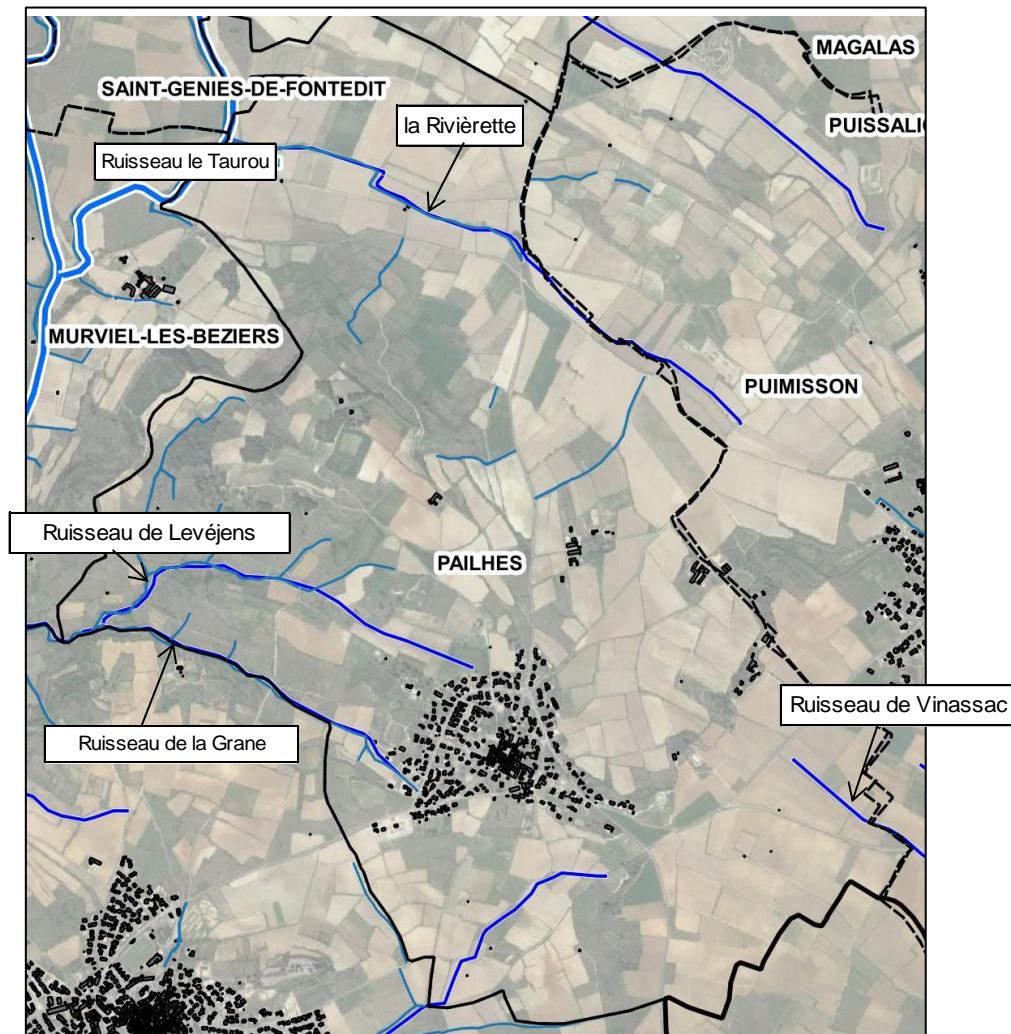 MAGALAS
SAINT-GENIES-DE-FONTEDIT
la Rivièrette
PUISSALIC
Ruisseau le Taurou
MURVIEL-LES-BEZIERS
PUIMISSON
Ruisseau de Levéjens
PAILHES
Ruisseau de Vinassac
Ruisseau de la Grane